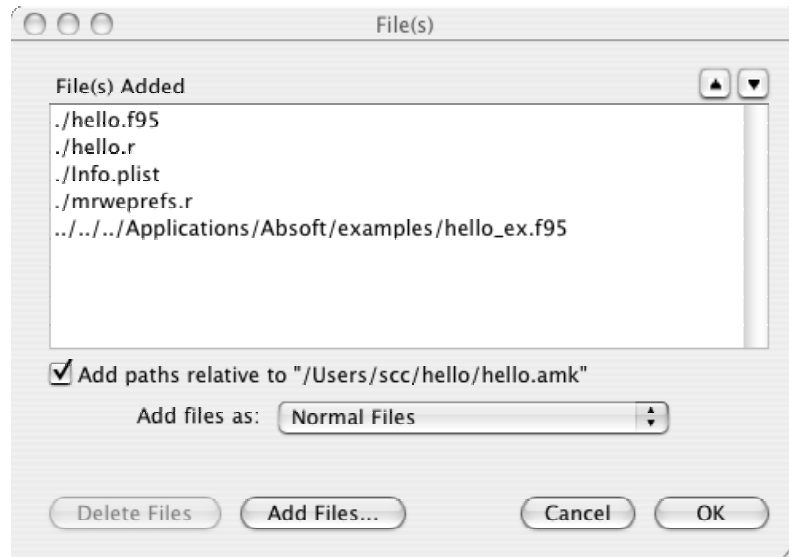 File(s)
File(s) Added
./hello.f95
./hello.r
./Info.plist
./mrweprefs.r
../../../Applications/Absoft/examples/hello_ex.f95
Add paths relative to "/Users/scc/hello/hello.amk"
Add files as: Normal Files
Delete Files Add Files... Cancel OK